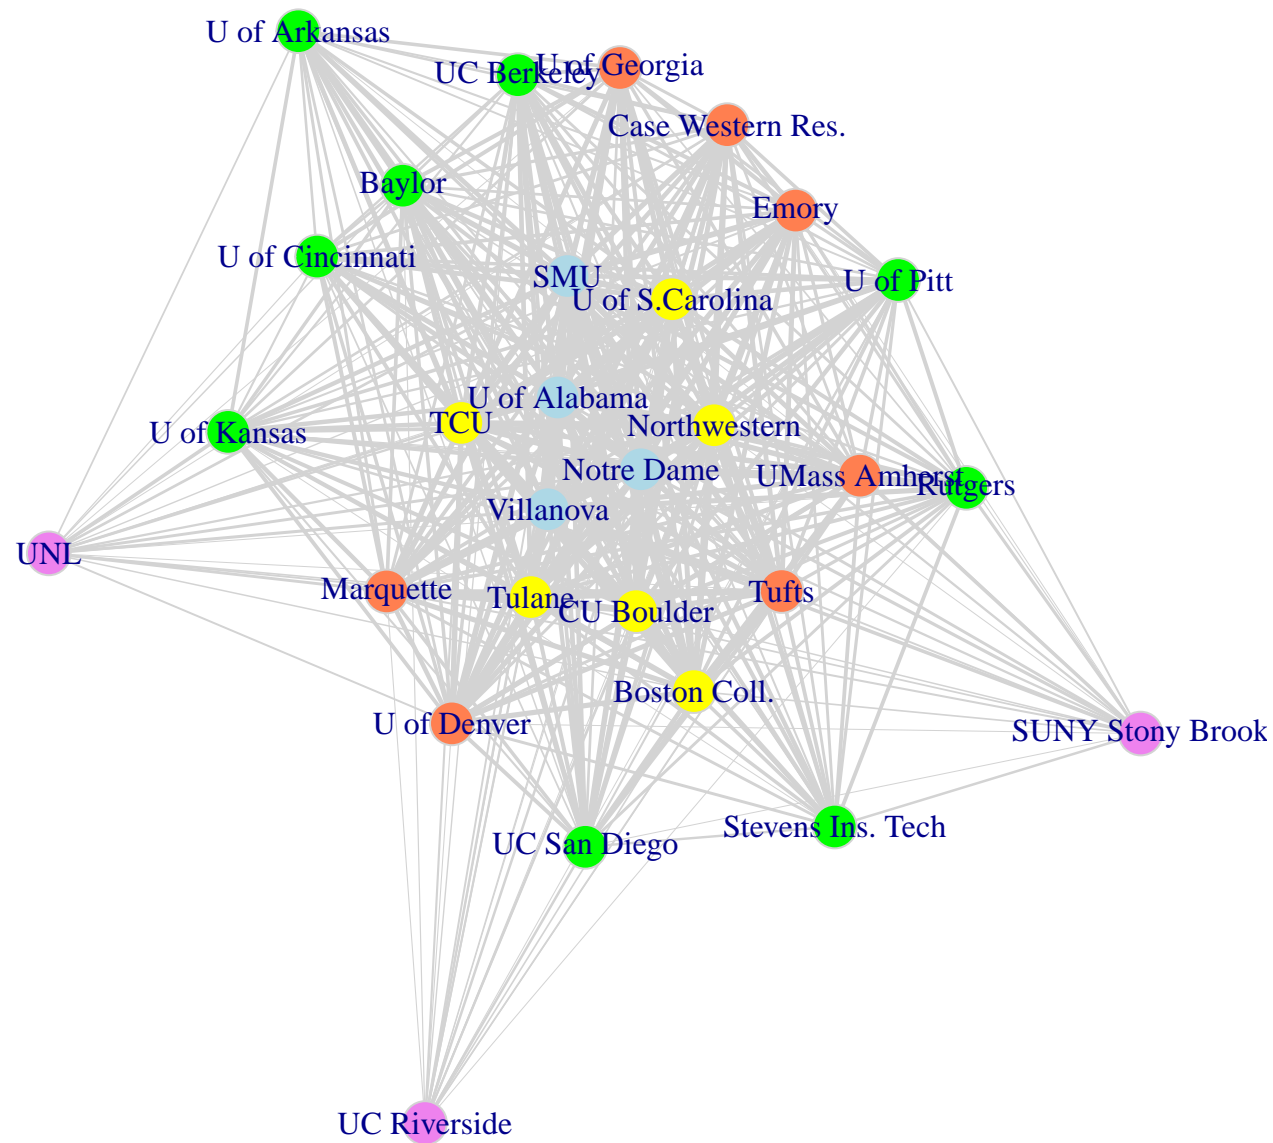 U of Arkansas
UC Berkeley
U of Georgia
Case Western Res.
Baylor
Emory
U of Cincinnati
SMU
U of S.Carolina
U of Pitt
U of Alabama
TCU
Northwestern
U of Kansas
Notre Dame
UMass Amherst
Rutgers
Villanova
UNL
Marquette
Tulane
CU Boulder
Tufts
Boston Coll.
U of Denver
SUNY Stony Brook
Stevens Ins. Tech
UC San Diego
UC Riverside